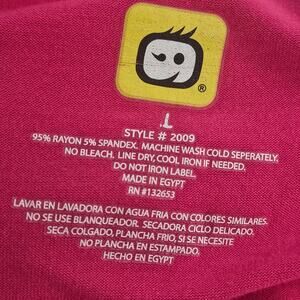 ®
L
STYLE # 2009
95% RAYON 5% SPANDEX. MACHINE WASH COLD SEPERATELY.
NO BLEACH. LINE DRY, COOL IRON IF NEEDED.
DO NOT IRON LABEL.
MADE IN EGYPT
RN #132653
LAVAR EN LAVADORA CON AGUA FRIA CON COLORES SIMILARES.
NO SE USE BLANQUEADOR. SECADORA CICLO DELICADO.
SECA COLGADO, PLANCHA FRIO, SI SE NECESITE
NO PLANCHA EN ESTAMPADO.
HECHO EN EGYPT